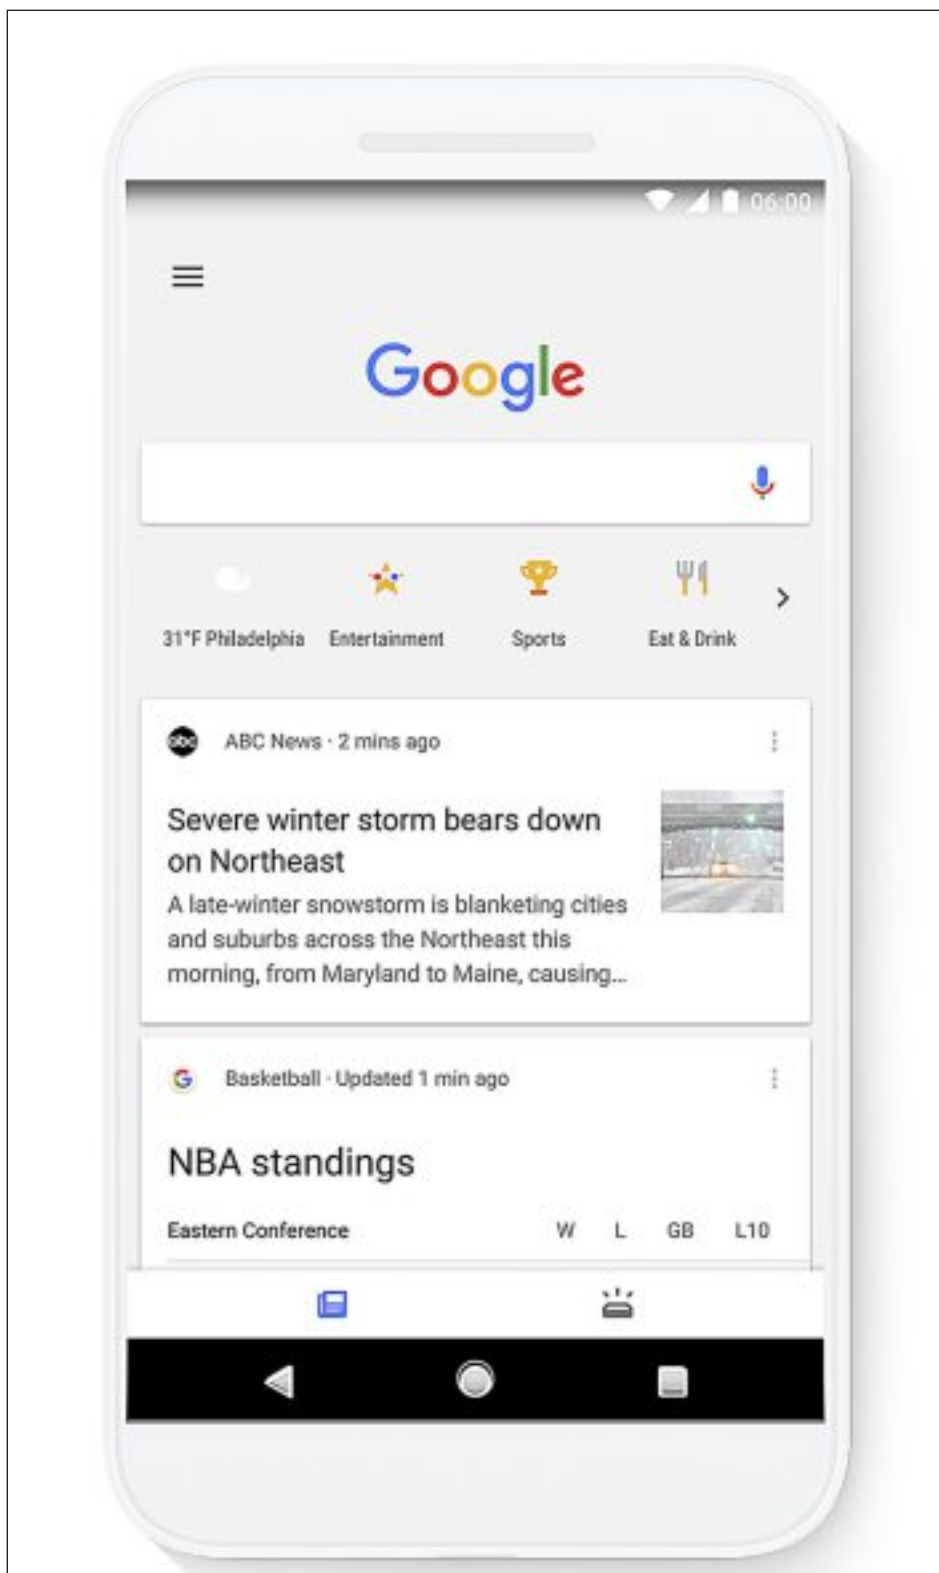 06:00
Google
31°F Philadelphia Entertainment Sports Eat & Drink
abc ABC News · 2 mins ago
Severe winter storm bears down
on Northeast
A late-winter snowstorm is blanketing cities
and suburbs across the Northeast this
morning, from Maryland to Maine, causing...
G Basketball · Updated 1 min ago
NBA standings
Eastern Conference W L GB L10